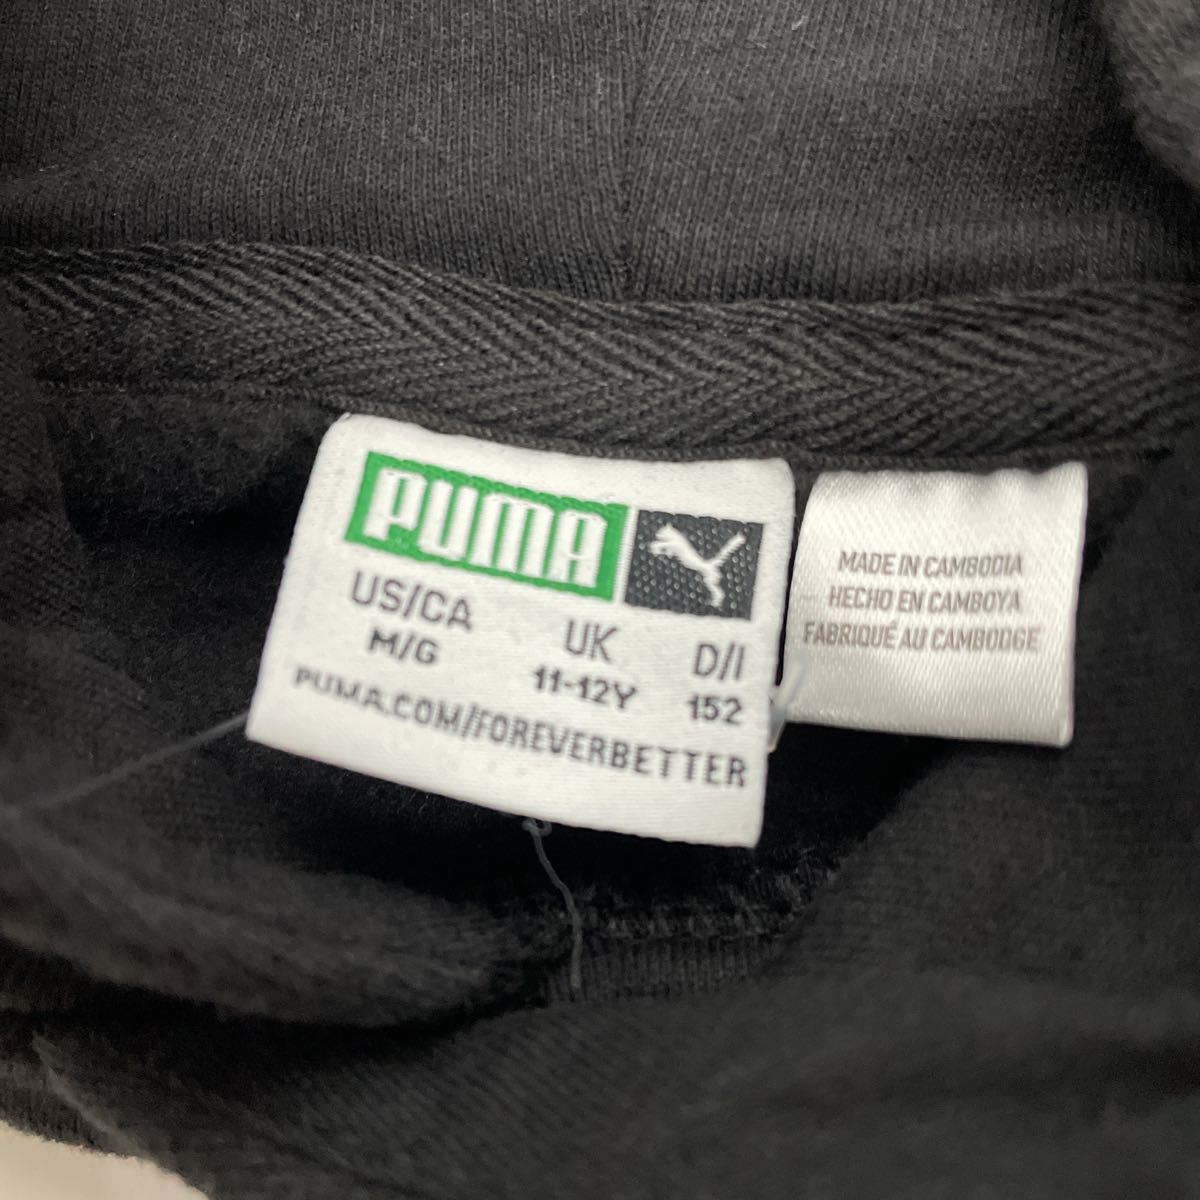 PUMA
US/CA UK D/I
M/G 11-12Y 152
PUMA.COM/FOREVERBETTER
MADE IN CAMBODIA
HECHO EN CAMBOYA
FABRIQUÉ AU CAMBODGE